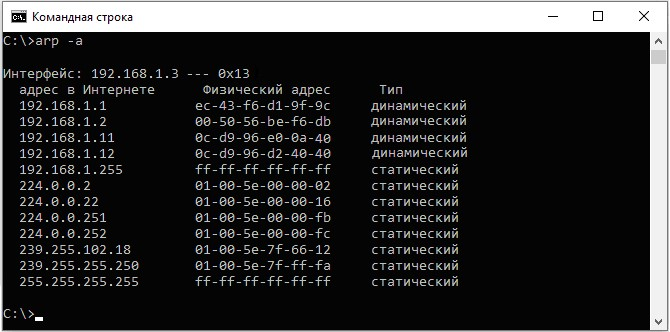 Командная строка
C:\>arp -a
Интерфейс: 192.168.1.3 --- 0x13
адрес в Интернете Физический адрес Тип
192.168.1.1 ec-43-f6-d1-9f-9c динамический
192.168.1.2 00-50-56-be-f6-db динамический
192.168.1.11 0c-d9-96-e0-0a-40 динамический
192.168.1.12 0c-d9-96-d2-40-40 динамический
192.168.1.255 ff-ff-ff-ff-ff-ff статический
224.0.0.2 01-00-5e-00-00-02 статический
224.0.0.22 01-00-5e-00-00-16 статический
224.0.0.251 01-00-5e-00-00-fb статический
224.0.0.252 01-00-5e-00-00-fc статический
239.255.102.18 01-00-5e-7f-66-12 статический
239.255.255.250 01-00-5e-7f-ff-fa статический
255.255.255.255 ff-ff-ff-ff-ff-ff статический
C:\>